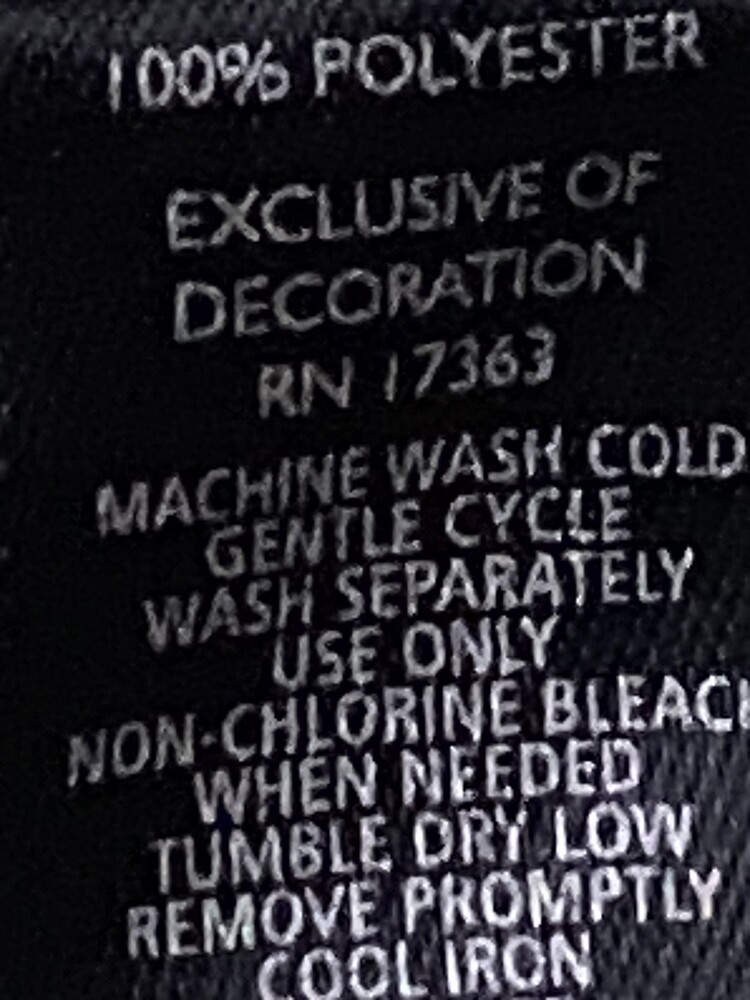 100% POLYESTER
EXCLUSIVE OF
DECORATION
RN 17363
MACHINE WASH COLD
GENTLE CYCLE
WASH SEPARATELY
USE ONLY
NON-CHLORINE BLEACH
WHEN NEEDED
TUMBLE DRY LOW
REMOVE PROMPTLY
COOL IRON